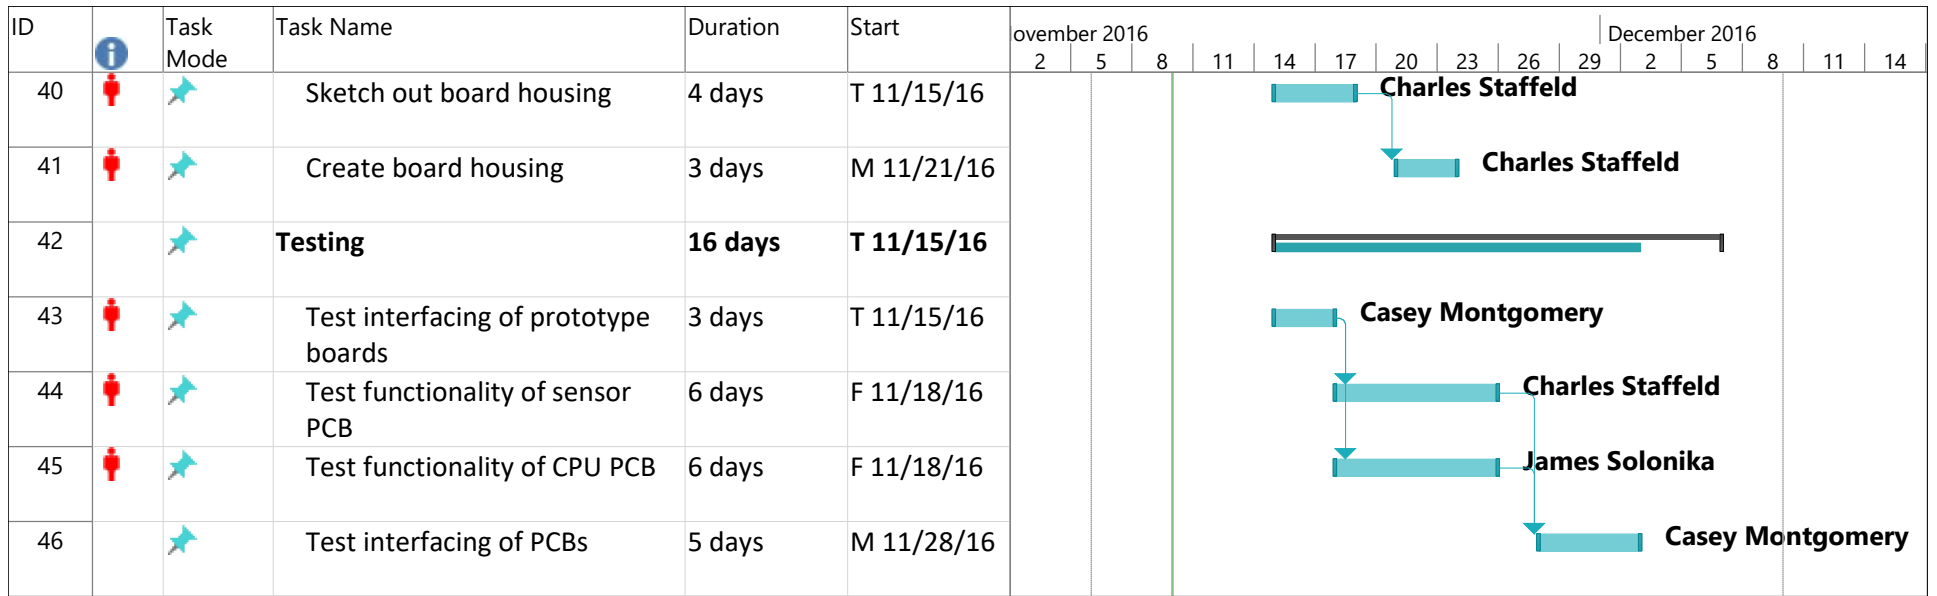 ID Task Mode Task Name Duration Start
ovember 2016 December 2016
2 5 8 11 14 17 20 23 26 29 2 5 8 11 14
40 Sketch out board housing 4 days T 11/15/16 Charles Staffeld
41 Create board housing 3 days M 11/21/16 Charles Staffeld
42 Testing 16 days T 11/15/16
43 Test interfacing of prototype boards 3 days T 11/15/16 Casey Montgomery
44 Test functionality of sensor PCB 6 days F 11/18/16 Charles Staffeld
45 Test functionality of CPU PCB 6 days F 11/18/16 James Solonika
46 Test interfacing of PCBs 5 days M 11/28/16 Casey Montgomery